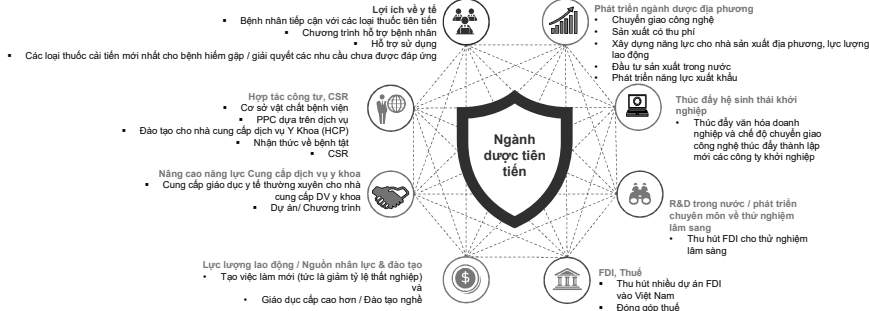 Lợi ích về y tế
▪ Bệnh nhân tiếp cận với các loại thuốc tiên tiến
▪ Chương trình hỗ trợ bệnh nhân
▪ Hỗ trợ sử dụng
▪ Các loại thuốc cải tiến mới nhất cho bệnh hiếm gặp / giải quyết các nhu cầu chưa được đáp ứng
Phát triển ngành dược địa phương
• Chuyển giao công nghệ
• Sản xuất có thu phí
• Xây dựng năng lực cho nhà sản xuất địa phương, lực lượng
lao động
• Đầu tư sản xuất trong nước
• Phát triển năng lực xuất khẩu
Hợp tác công tư, CSR
▪ Cơ sở vật chất bệnh viện
▪ PPC dựa trên dịch vụ
▪ Đào tạo cho nhà cung cấp dịch vụ Y Khoa (HCP)
▪ Nhận thức về bệnh tật
▪ CSR
Thúc đẩy hệ sinh thái khởi
nghiệp
• Thúc đẩy văn hóa doanh
nghiệp và chế độ chuyển giao
công nghệ thúc đẩy thành lập
mới các công ty khởi nghiệp
Ngành
dược tiên
tiến
Nâng cao năng lực Cung cấp dịch vụ y khoa
▪ Cung cấp giáo dục y tế thường xuyên cho nhà
cung cấp DV y khoa
▪ Dự án/ Chương trình
R&D trong nước / phát triển
chuyên môn về thử nghiệm
lâm sang
• Thu hút FDI cho thử nghiệm
lâm sàng
Lực lượng lao động / Nguồn nhân lực & đào tạo
• Tạo việc làm mới (tức là giảm tỷ lệ thất nghiệp)
và
• Giáo dục cấp cao hơn / Đào tạo nghề
$
FDI, Thuế
▪ Thu hút nhiều dự án FDI
vào Việt Nam
▪ Đóng góp thuế